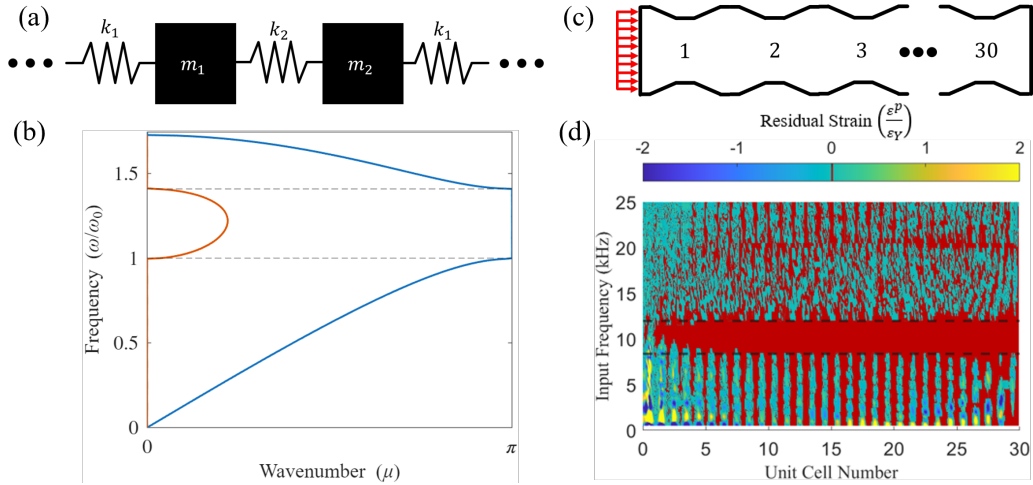 (a)
k₁
k₂
k₁
m₁
m₂
(b)
Frequency (ω/ω₀)
1.5
1
0.5
0
0
π
Wavenumber (μ)
(c)
1
2
3
30
(d)
Residual Strain (εᵖ/ε_Y)
-2
-1
0
1
2
Input Frequency (kHz)
25
20
15
10
5
0
0
5
10
15
20
25
30
Unit Cell Number